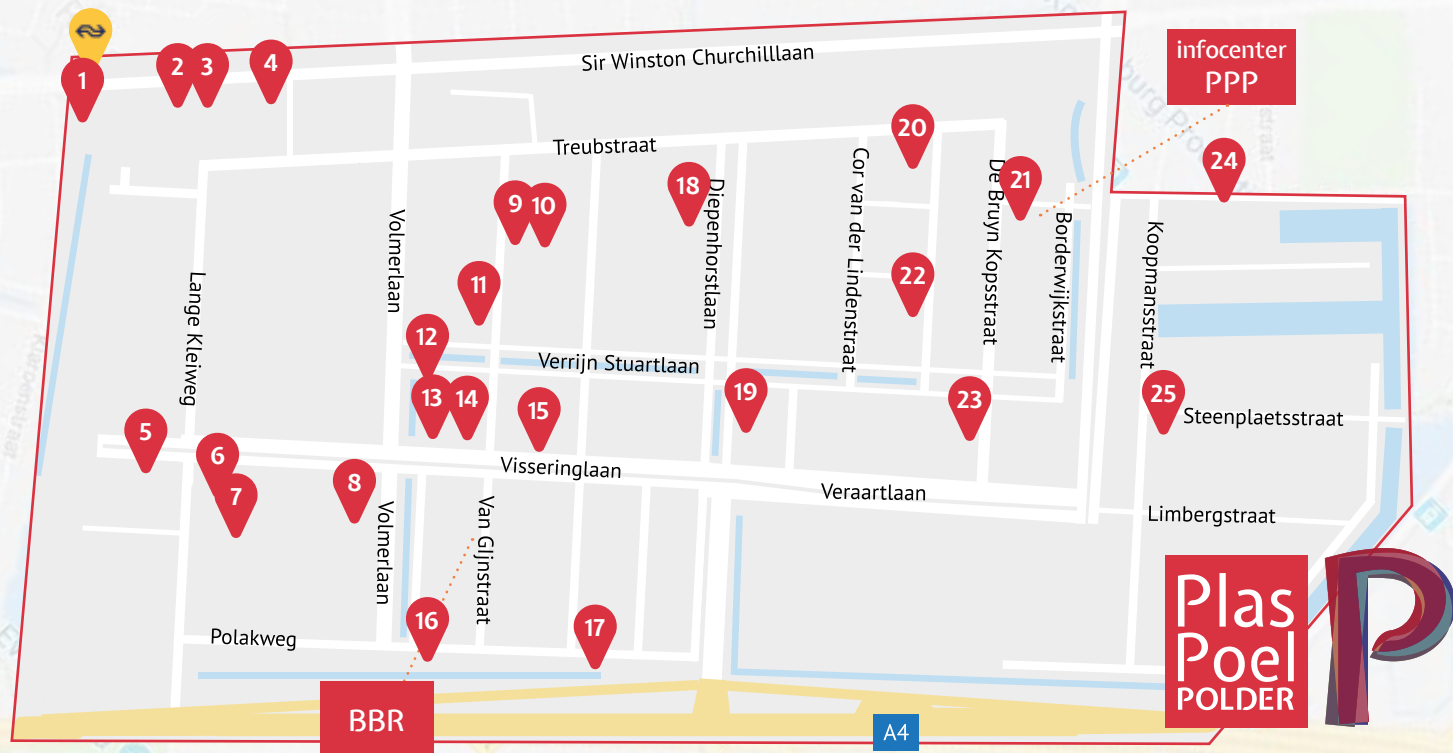 Sir Winston Churchilllaan
infocenter
PPP
1
2
3
4
Treubstraat
20
24
18
21
9
10
Diepenhorstlaan
Cor van der Lindenstraat
De Bruyn Kopsstraat
Borderwijkstraat
Koopmansstraat
Volmerlaan
Lange Kleiweg
11
22
12
Verrijn Stuartlaan
13
14
15
19
23
25
Steenplaetsstraat
5
6
7
8
Visseringlaan
Veraartlaan
Limbergstraat
Volmerlaan
Van GIjnstraat
16
17
Polakweg
BBR
A4
Plas
Poel
POLDER
P